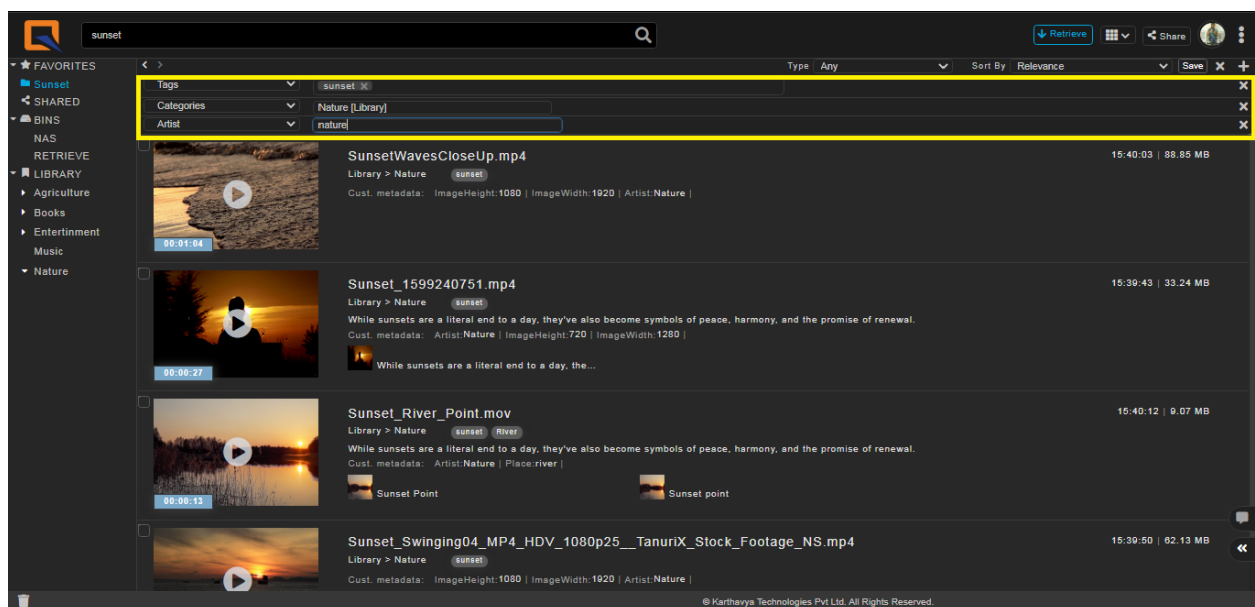 sunset
Retrieve
Share
FAVORITES
Type Any Sort By Relevance Save
Sunset
Tags sunset
SHARED
Categories Nature [Library]
BINS
Artist nature
NAS
RETRIEVE
LIBRARY
Agriculture
Books
Entertinment
Music
Nature
SunsetWavesCloseUp.mp4 15:40:03 | 88.85 MB
Library > Nature sunset
Cust. metadata: ImageHeight:1080 | ImageWidth:1920 | Artist:Nature |
00:01:04
Sunset_1599240751.mp4 15:39:43 | 33.24 MB
Library > Nature sunset
While sunsets are a literal end to a day, they've also become symbols of peace, harmony, and the promise of renewal.
Cust. metadata: Artist:Nature | ImageHeight:720 | ImageWidth:1280 |
While sunsets are a literal end to a day, the...
00:00:27
Sunset_River_Point.mov 15:40:12 | 9.07 MB
Library > Nature sunset River
While sunsets are a literal end to a day, they've also become symbols of peace, harmony, and the promise of renewal.
Cust. metadata: Artist:Nature | Place:river |
Sunset Point Sunset point
00:00:13
Sunset_Swinging04_MP4_HDV_1080p25__TanuriX_Stock_Footage_NS.mp4 15:39:50 | 62.13 MB
Library > Nature sunset
Cust. metadata: ImageHeight:1080 | ImageWidth:1920 | Artist:Nature |
© Karthavya Technologies Pvt Ltd. All Rights Reserved.